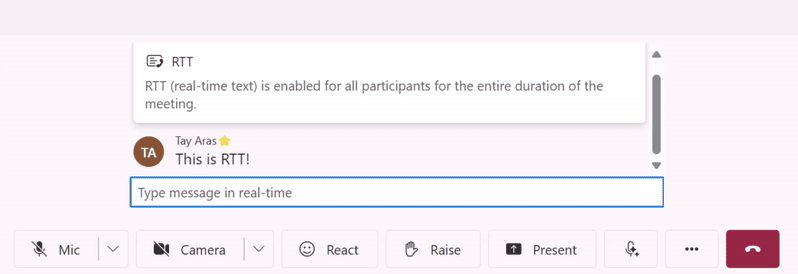 RTT
RTT (real-time text) is enabled for all participants for the entire duration of the
meeting.
Tay Aras⭐
TA
This is RTT!
Type message in real-time
Mic
Camera
React
Raise
Present